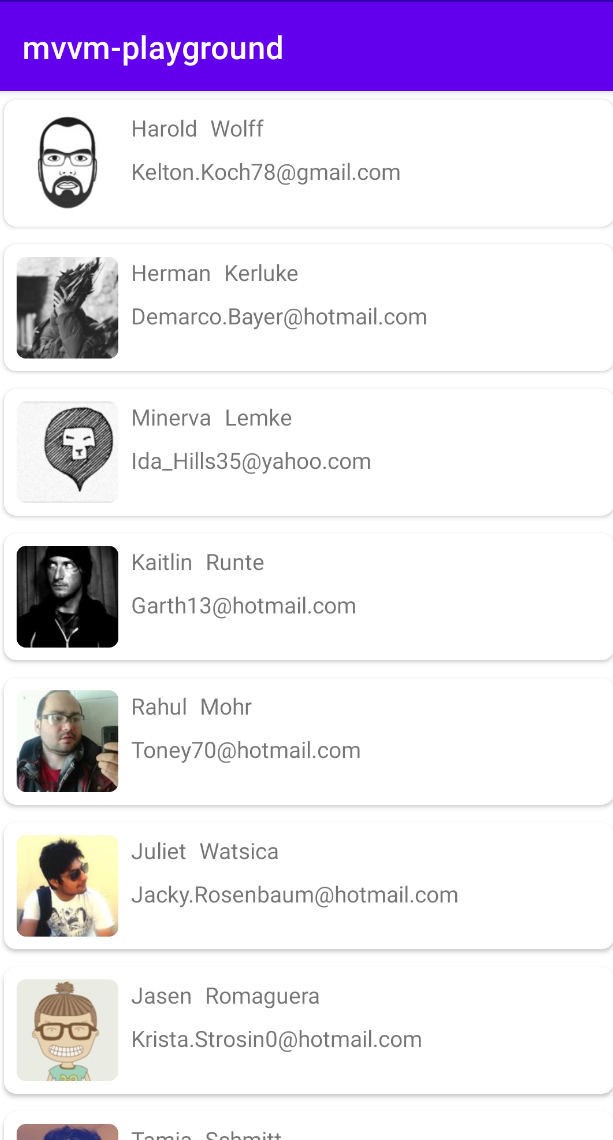 mvvm-playground
Harold Wolff
Kelton.Koch78@gmail.com
Herman Kerluke
Demarco.Bayer@hotmail.com
Minerva Lemke
Ida_Hills35@yahoo.com
Kaitlin Runte
Garth13@hotmail.com
Rahul Mohr
Toney70@hotmail.com
Juliet Watsica
Jacky.Rosenbaum@hotmail.com
Jasen Romaguera
Krista.Strosin0@hotmail.com
Schmitt